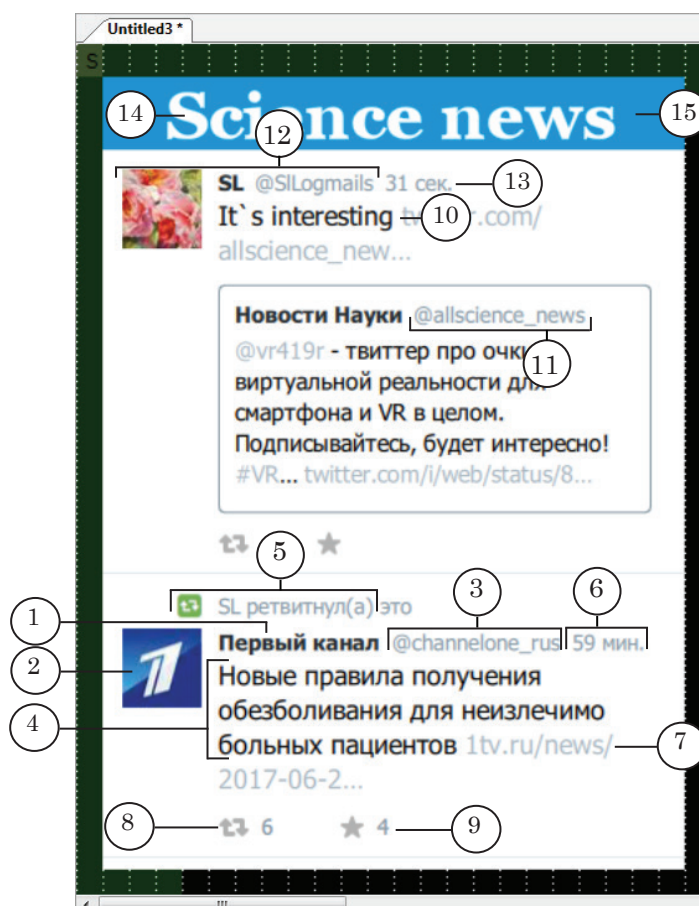 Untitled3 *
S
14 Science news 15
12
SL @SlLogmails 31 сек. 13
It`s interesting 10 twitter.com/
allscience_new...
Новости Науки @allscience_news
11
@vr419r - твиттер про очки
виртуальной реальности для
смартфона и VR в целом.
Подписывайтесь, будет интересно!
#VR... twitter.com/i/web/status/8...
5
3
6
SL ретвитнул(а) это
1
Первый канал @channelone_rus 59 мин.
2
Новые правила получения
обезболивания для неизлечимо
4
больных пациентов 1tv.ru/news/ 7
2017-06-2...
8 6 4 9